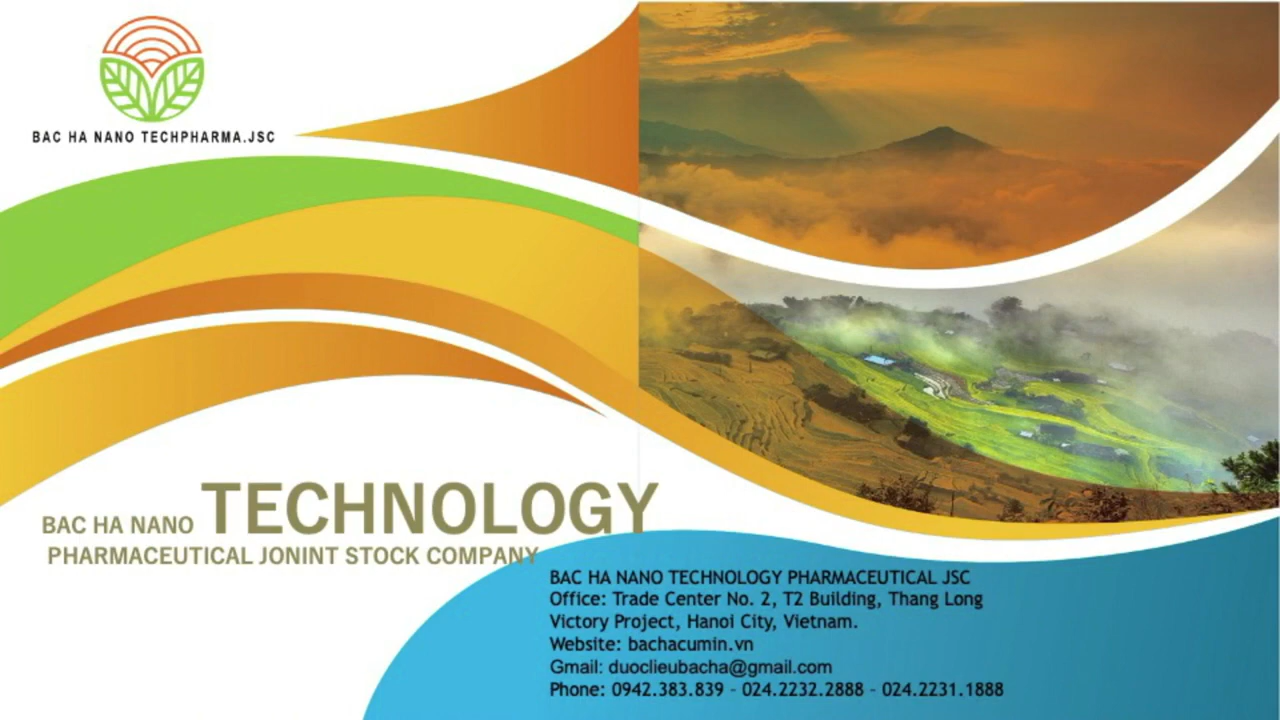 BAC HA NANO TECHPHARMA.JSC
BAC HA NANO TECHNOLOGY
PHARMACEUTICAL JONINT STOCK COMPANY
BAC HA NANO TECHNOLOGY PHARMACEUTICAL JSC
Office: Trade Center No. 2, T2 Building, Thang Long
Victory Project, Hanoi City, Vietnam.
Website: bachacumin.vn
Gmail: duoclieubacha@gmail.com
Phone: 0942.383.839 - 024.2232.2888 - 024.2231.1888